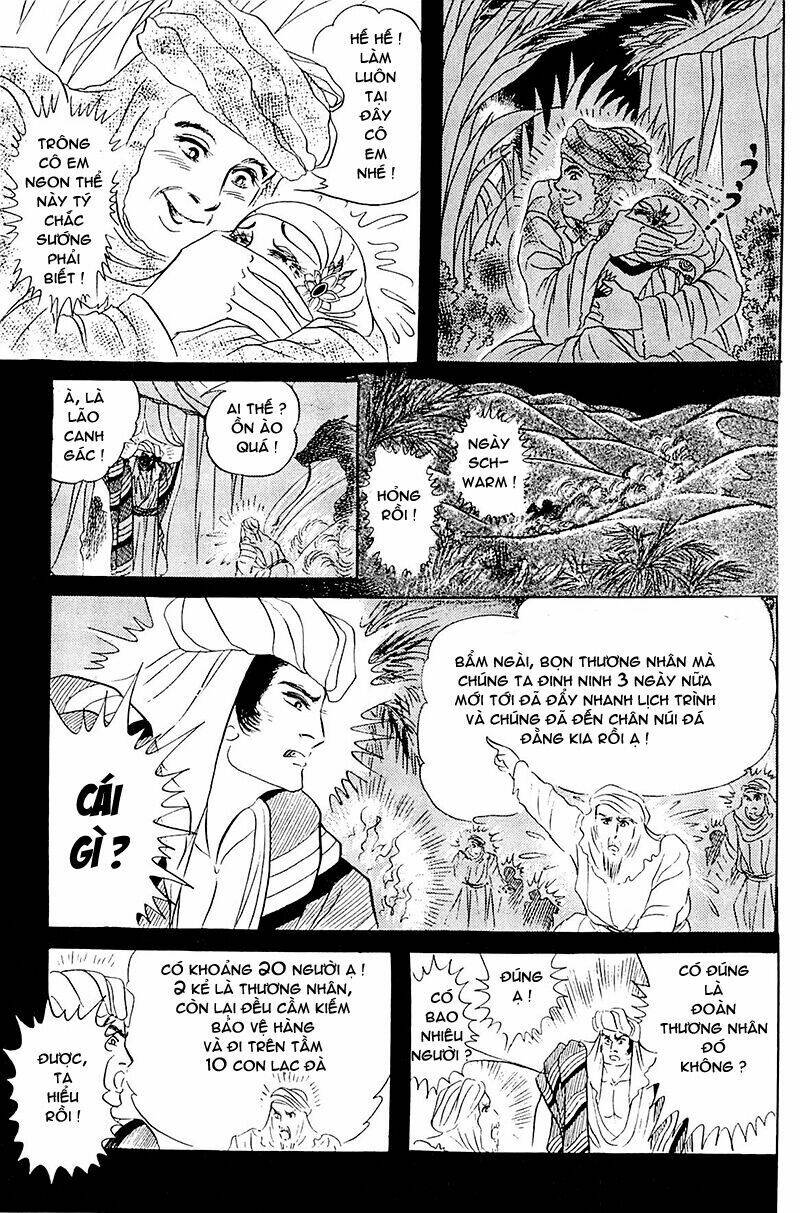 HỀ HỀ !
LÀM
LUÔN
TẠI
ĐÂY
CÔ
EM
NHÉ !
TRÔNG
CÔ EM
NGON THẾ
NÀY TÝ
CHẮC
SƯỚNG
PHẢI
BIẾT !
NGÀY
SCH-
WARM !
HỎNG
RỒI !
AI THẾ ?
ỒN ÀO
QUÁ !
À, LÀ
LÃO
CANH
GÁC !
BẨM NGÀI, BỌN THƯƠNG NHÂN MÀ
CHÚNG TA ĐINH NINH 3 NGÀY NỮA
MỚI TỚI ĐÃ ĐẨY NHANH LỊCH TRÌNH
VÀ CHÚNG ĐÃ ĐẾN CHÂN NÚI ĐÁ
ĐẰNG KIA RỒI Ạ !
CÁI
GÌ ?
CÓ ĐÚNG
LÀ
ĐOÀN
THƯƠNG NHÂN
ĐÓ
KHÔNG ?
ĐÚNG
Ạ !
CÓ
BAO
NHIÊU
NGƯỜI ?
CÓ KHOẢNG 20 NGƯỜI Ạ !
2 KẺ LÀ THƯƠNG NHÂN,
CÒN LẠI ĐỀU CẦM KIẾM
BẢO VỆ HÀNG
VÀ ĐI TRÊN TẦM
10 CON LẠC ĐÀ
ĐƯỢC,
TA
HIỂU
RỒI !